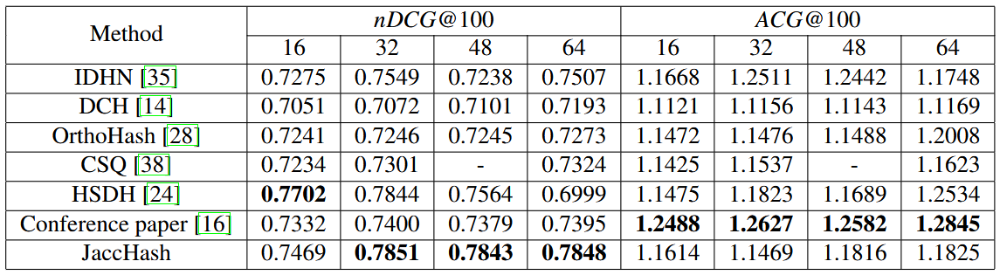 Method nDCG@100 ACG@100
16 32 48 64 16 32 48 64
IDHN [35] 0.7275 0.7549 0.7238 0.7507 1.1668 1.2511 1.2442 1.1748
DCH [14] 0.7051 0.7072 0.7101 0.7193 1.1121 1.1156 1.1143 1.1169
OrthoHash [28] 0.7241 0.7246 0.7245 0.7273 1.1472 1.1476 1.1488 1.2008
CSQ [38] 0.7234 0.7301 - 0.7324 1.1425 1.1537 - 1.1623
HSDH [24] 0.7702 0.7844 0.7564 0.6999 1.1475 1.1823 1.1689 1.2534
Conference paper [16] 0.7332 0.7400 0.7379 0.7395 1.2488 1.2627 1.2582 1.2845
JaccHash 0.7469 0.7851 0.7843 0.7848 1.1614 1.1469 1.1816 1.1825